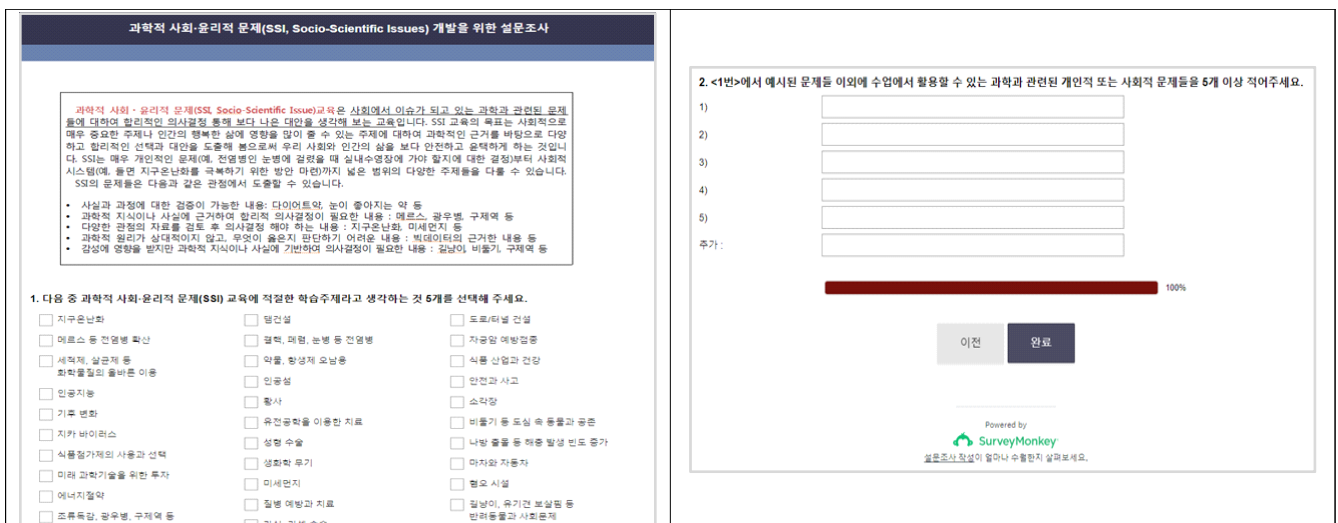 과학적 사회·윤리적 문제(SSI, Socio-Scientific Issues) 개발을 위한 설문조사
과학적 사회·윤리적 문제(SSI, Socio-Scientific Issue)교육은 사회에서 이슈가 되고 있는 과학과 관련된 문제
들에 대하여 합리적인 의사결정 통해 보다 나은 대안을 생각해 보는 교육입니다. SSI 교육의 목표는 사회적으로
매우 중요한 주제나 인간의 행복한 삶에 영향을 많이 줄 수 있는 주제에 대하여 과학적인 근거를 바탕으로 다양
하고 합리적인 선택과 대안을 도출해 봄으로써 우리 사회와 인간의 삶을 보다 안전하고 윤택하게 하는 것입니
다. SSI는 매우 개인적인 문제(예, 전염병인 눈병에 걸렸을 때 실내수영장에 가야 할지에 대한 결정)부터 사회적
시스템(예, 들면 지구온난화를 극복하기 위한 방안 마련)까지 넓은 범위의 다양한 주제들을 다룰 수 있습니다.
SSI의 문제들은 다음과 같은 관점에서 도출할 수 있습니다.
• 사실과 과정에 대한 검증이 가능한 내용: 다이어트약, 눈이 좋아지는 약 등
• 과학적 지식이나 사실에 근거하여 합리적 의사결정이 필요한 내용 : 메르스, 광우병, 구제역 등
• 다양한 관점의 자료를 검토 후 의사결정 해야 하는 내용 : 지구온난화, 미세먼지 등
• 과학적 원리가 상대적이지 않고, 무엇이 옳은지 판단하기 어려운 내용 : 빅데이터의 근거한 내용 등
• 감성에 영향을 받지만 과학적 지식이나 사실에 기반하여 의사결정이 필요한 내용 : 길냥이, 비둘기, 구제역 등
1. 다음 중 과학적 사회·윤리적 문제(SSI) 교육에 적절한 학습주제라고 생각하는 것 5개를 선택해 주세요.
지구온난화
메르스 등 전염병 확산
세척제, 살균제 등
화학물질의 올바른 이용
인공지능
기후 변화
지카 바이러스
식품첨가제의 사용과 선택
미래 과학기술을 위한 투자
에너지절약
조류독감, 광우병, 구제역 등
댐건설
결핵, 폐렴, 눈병 등 전염병
약물, 항생제 오남용
인공섬
황사
유전공학을 이용한 치료
성형 수술
생화학 무기
미세먼지
질병 예방과 치료
도로/터널 건설
자궁암 예방접종
식품 산업과 건강
안전과 사고
소각장
비둘기 등 도심 속 동물과 공존
나방 출몰 등 해충 발생 빈도 증가
마차와 자동차
혐오 시설
길냥이, 유기견 보살핌 등
반려동물과 사회문제
2. <1번>에서 예시된 문제들 이외에 수업에서 활용할 수 있는 과학과 관련된 개인적 또는 사회적 문제들을 5개 이상 적어주세요.
1)
2)
3)
4)
5)
추가 :
100%
이전
완료
Powered by
SurveyMonkey
설문조사 작성이 얼마나 수월한지 살펴보세요.